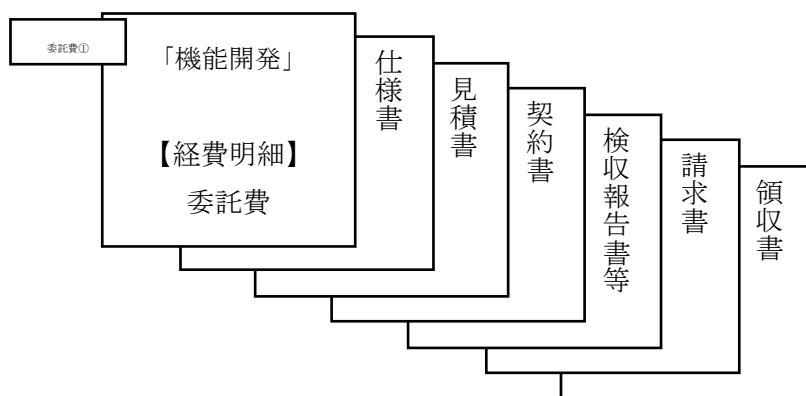 委託費①
「機能開発」
【経費明細】
委託費
仕様書
見積書
契約書
検収報告書等
請求書
領収書